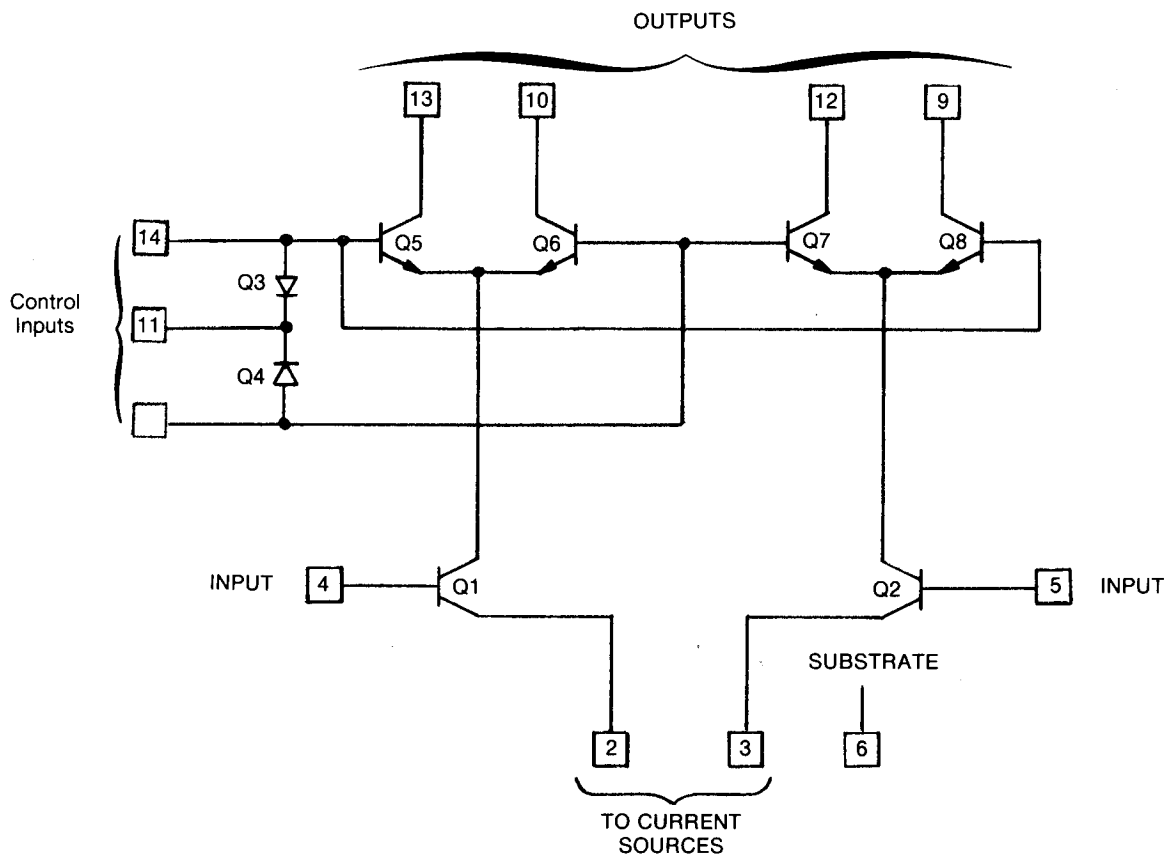 OUTPUTS
13
10
12
9
14
Q5
Q6
Q7
Q8
Q3
Control
Inputs
11
Q4
INPUT
4
Q1
Q2
5
INPUT
SUBSTRATE
2
3
6
TO CURRENT
SOURCES